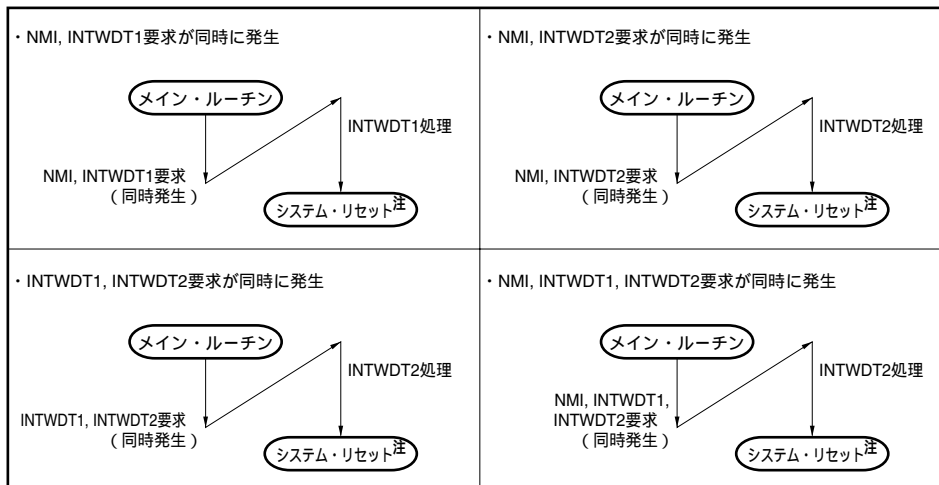 ・NMI, INTWDT1要求が同時に発生
メイン・ルーチン
INTWDT1処理
NMI, INTWDT1要求
（同時発生）
システム・リセット注
・NMI, INTWDT2要求が同時に発生
メイン・ルーチン
INTWDT2処理
NMI, INTWDT2要求
（同時発生）
システム・リセット注
・INTWDT1, INTWDT2要求が同時に発生
メイン・ルーチン
INTWDT2処理
INTWDT1, INTWDT2要求
（同時発生）
システム・リセット注
・NMI, INTWDT1, INTWDT2要求が同時に発生
メイン・ルーチン
INTWDT2処理
NMI, INTWDT1,
INTWDT2要求
（同時発生）
システム・リセット注